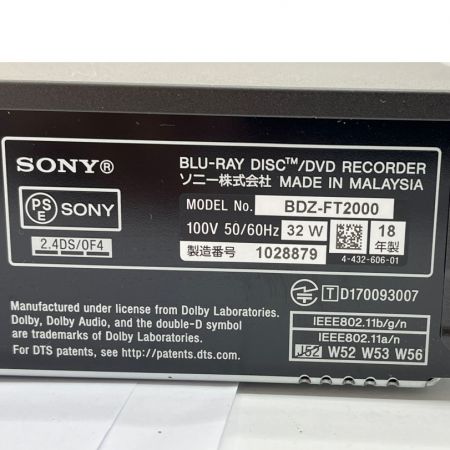 SONY®
BLU-RAY DISC™/DVD RECORDER
ソニー株式会社 MADE IN MALAYSIA
PSE SONY
MODEL No. BDZ-FT2000
100V 50/60Hz 32 W 18年製
2.4DS/OF4
製造番号 1028879
4-432-606-01
T D170093007
Manufactured under license from Dolby Laboratories.
Dolby, Dolby Audio, and the double-D symbol
are trademarks of Dolby Laboratories.
For DTS patents, see http://patents.dts.com.
IEEE802.11b/g/n
IEEE802.11a/n
J52 W52 W53 W56